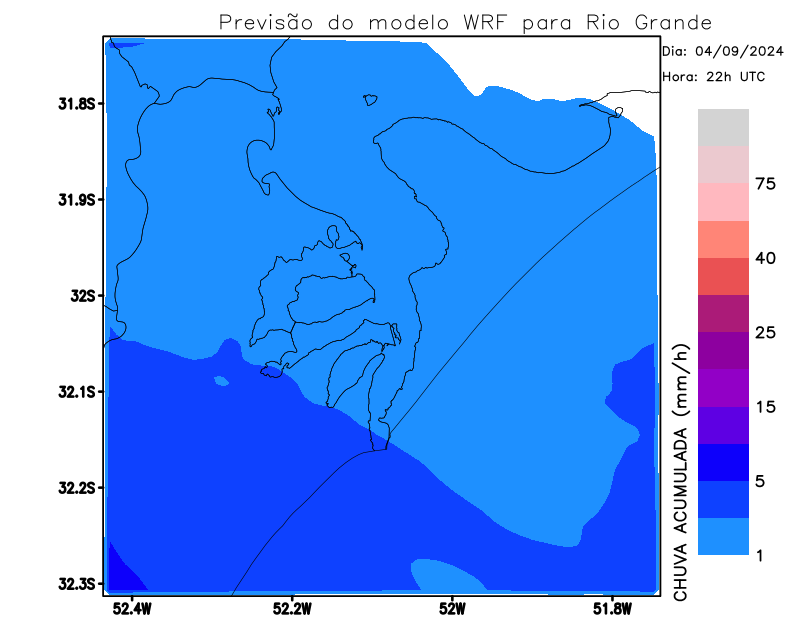 Previsão do modelo WRF para Rio Grande
Dia: 04/09/2024
Hora: 22h UTC
31.8S
31.9S
32S
32.1S
32.2S
32.3S
52.4W
52.2W
52W
51.8W
75
40
25
15
5
1
CHUVA ACUMULADA (mm/h)